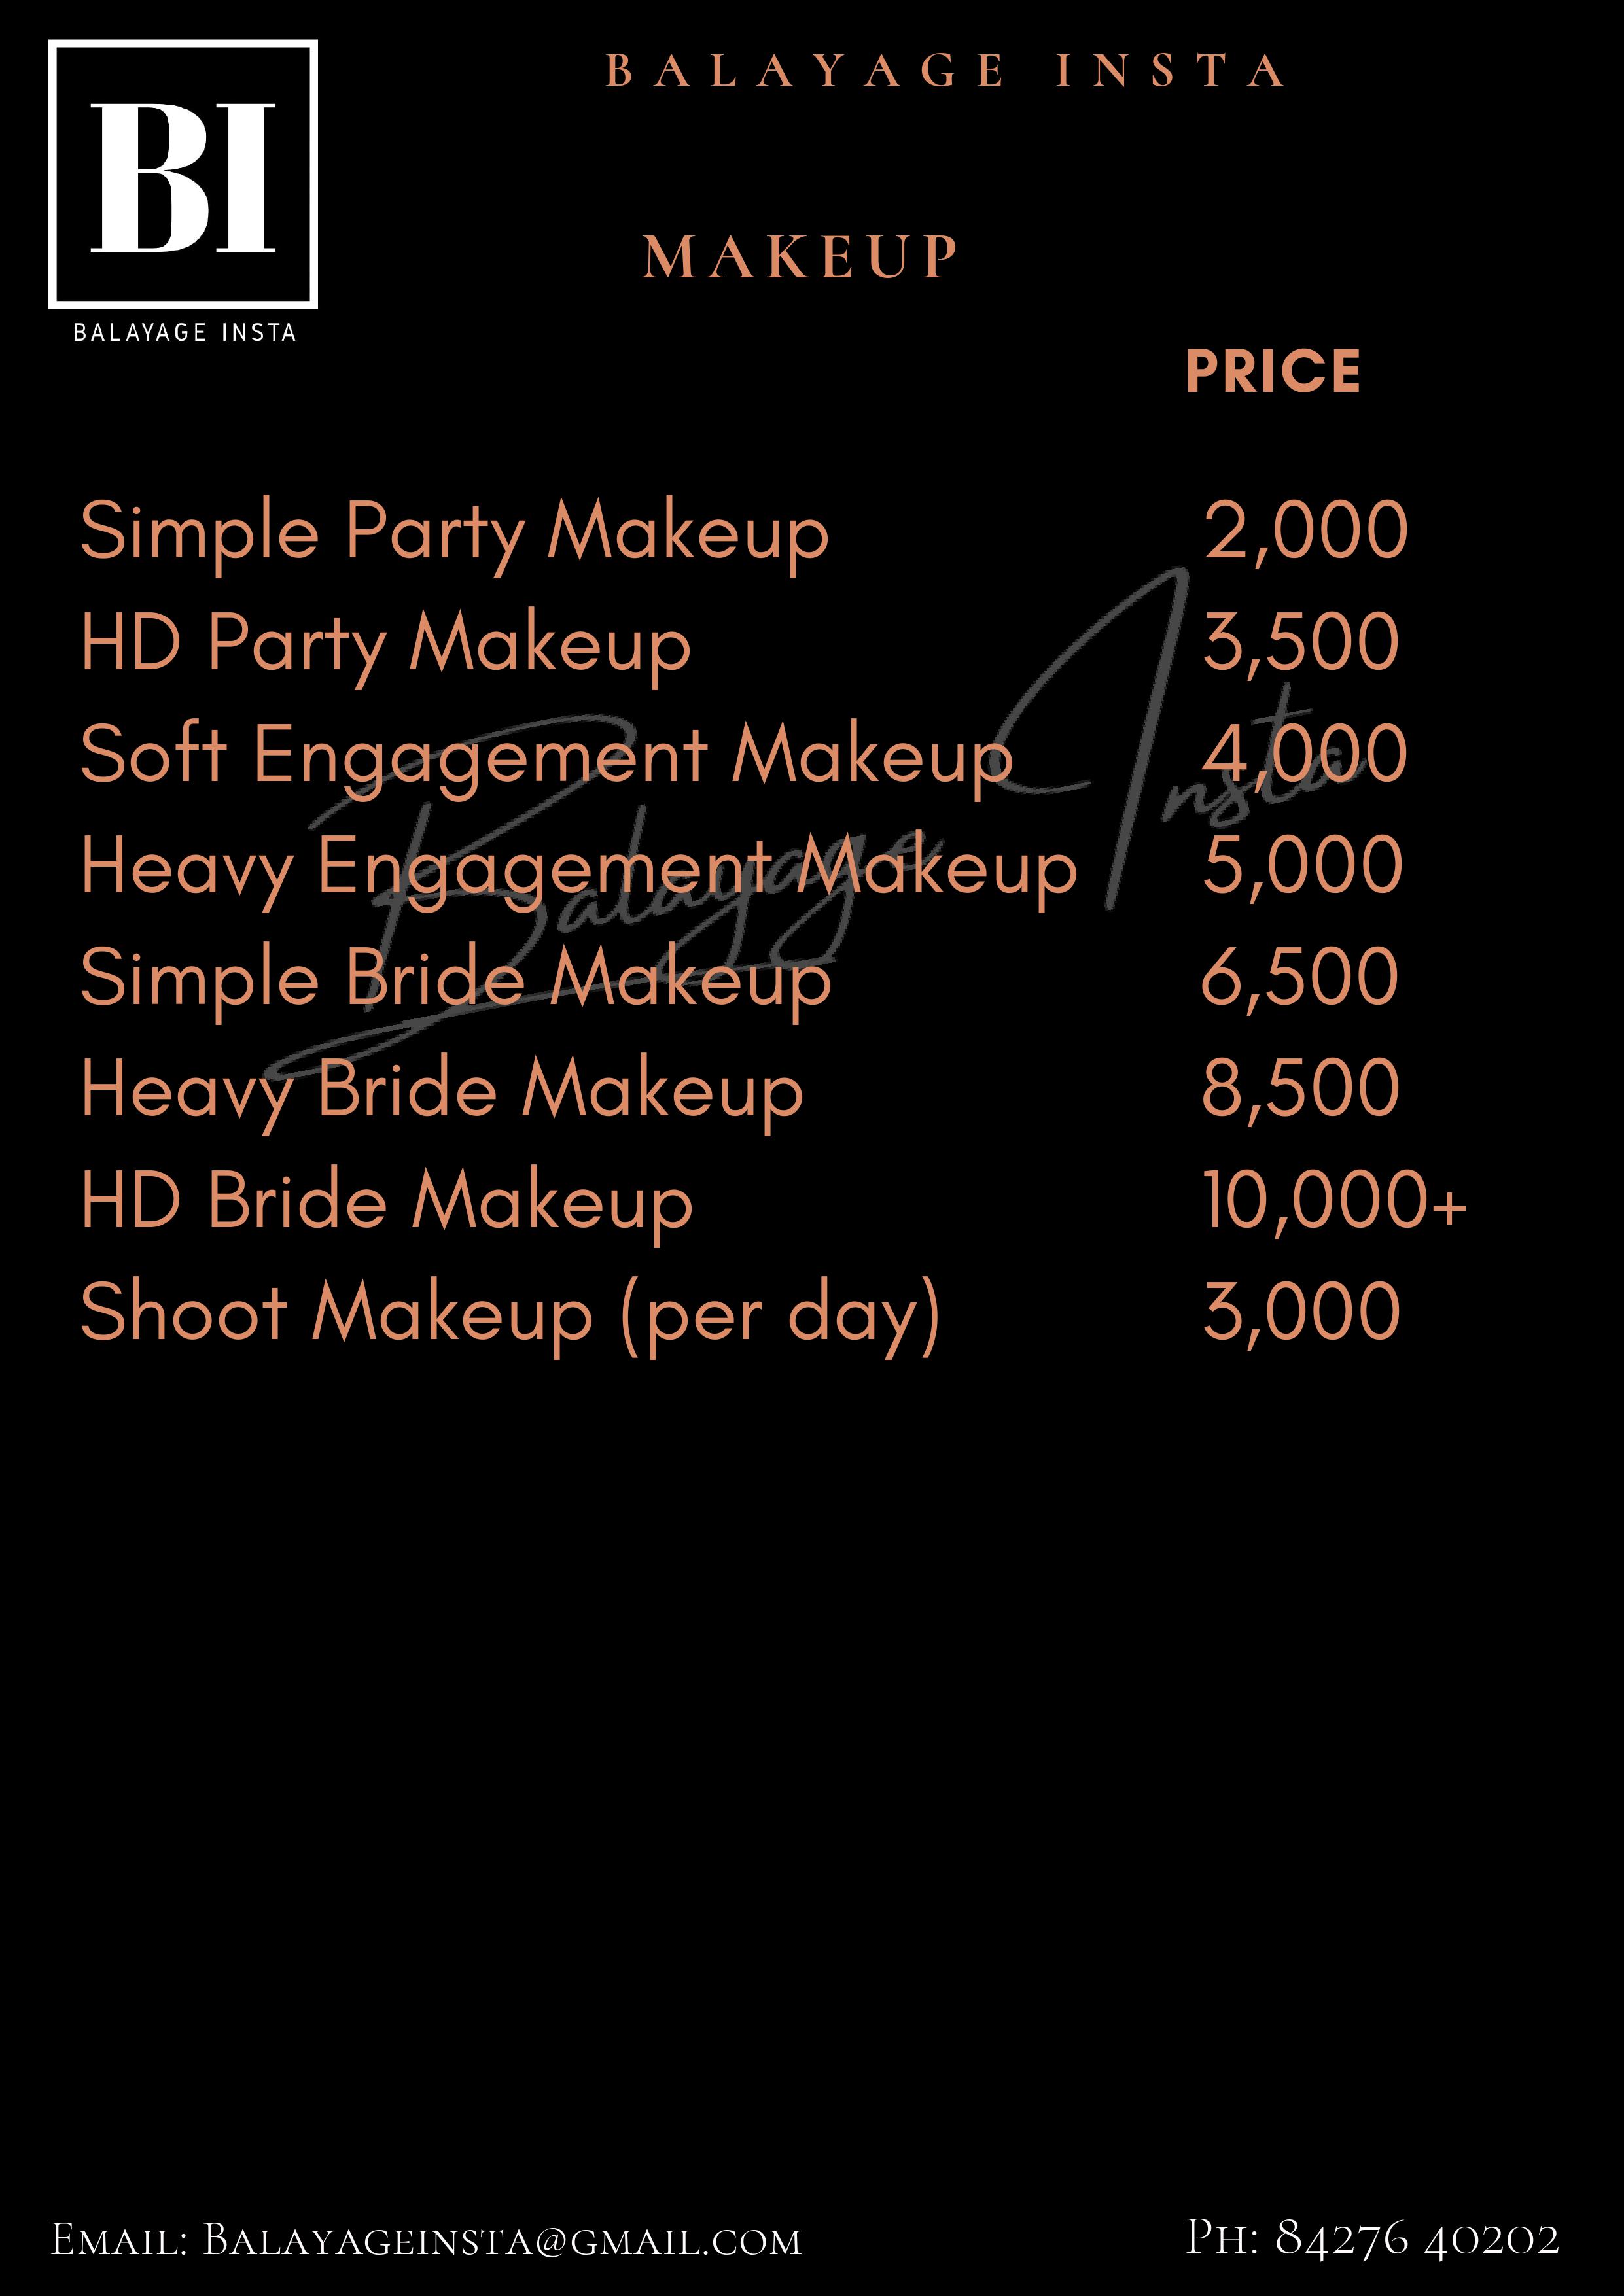 BI
BALAYAGE INSTA
BALAYAGE INSTA
MAKEUP
PRICE
Simple Party Makeup 2,000
HD Party Makeup 3,500
Soft Engagement Makeup 4,000
Heavy Engagement Makeup 5,000
Simple Bride Makeup 6,500
Heavy Bride Makeup 8,500
HD Bride Makeup 10,000+
Shoot Makeup (per day) 3,000
Balayage Insta
Email: Balayageinsta@gmail.com Ph: 84276 40202